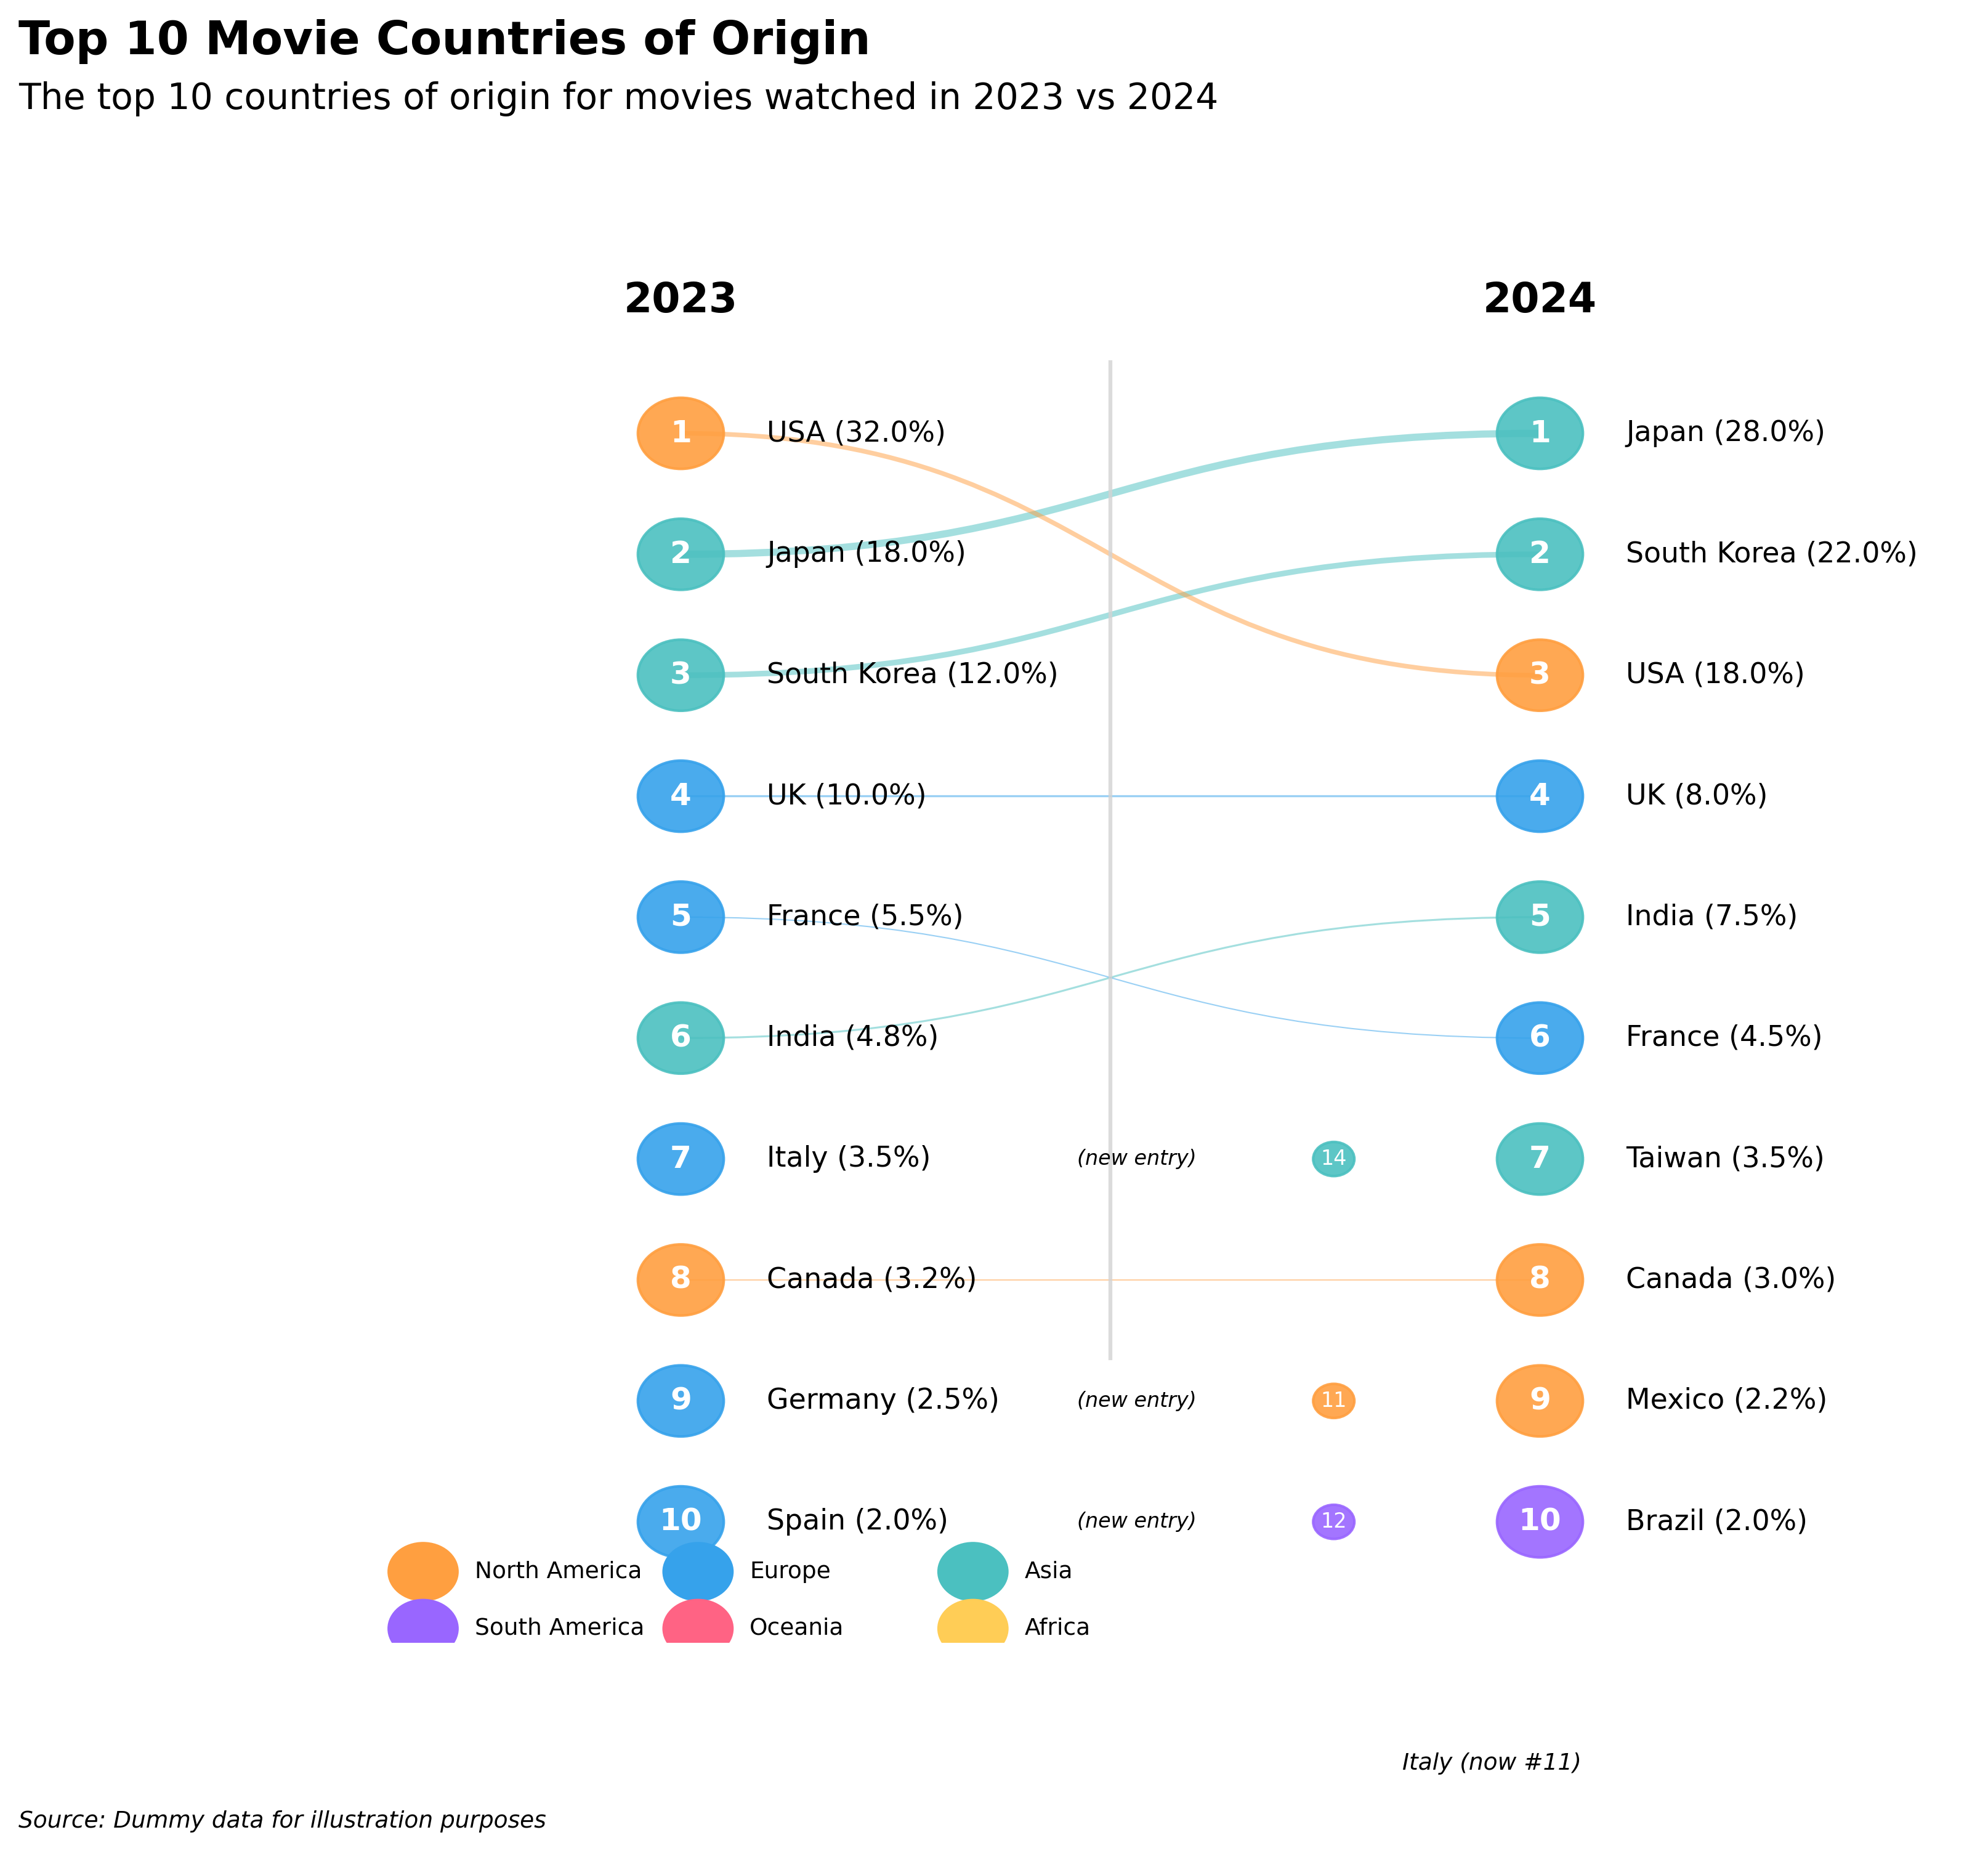 Top 10 Movie Countries of Origin
The top 10 countries of origin for movies watched in 2023 vs 2024
2023 2024
1 USA (32.0%) 1 Japan (28.0%)
2 Japan (18.0%) 2 South Korea (22.0%)
3 South Korea (12.0%) 3 USA (18.0%)
4 UK (10.0%) 4 UK (8.0%)
5 France (5.5%) 5 India (7.5%)
6 India (4.8%) 6 France (4.5%)
7 Italy (3.5%) (new entry) 14 7 Taiwan (3.5%)
8 Canada (3.2%) 8 Canada (3.0%)
9 Germany (2.5%) (new entry) 11 9 Mexico (2.2%)
10 Spain (2.0%) (new entry) 12 10 Brazil (2.0%)
North America Europe Asia
South America Oceania Africa
Italy (now #11)
Source: Dummy data for illustration purposes